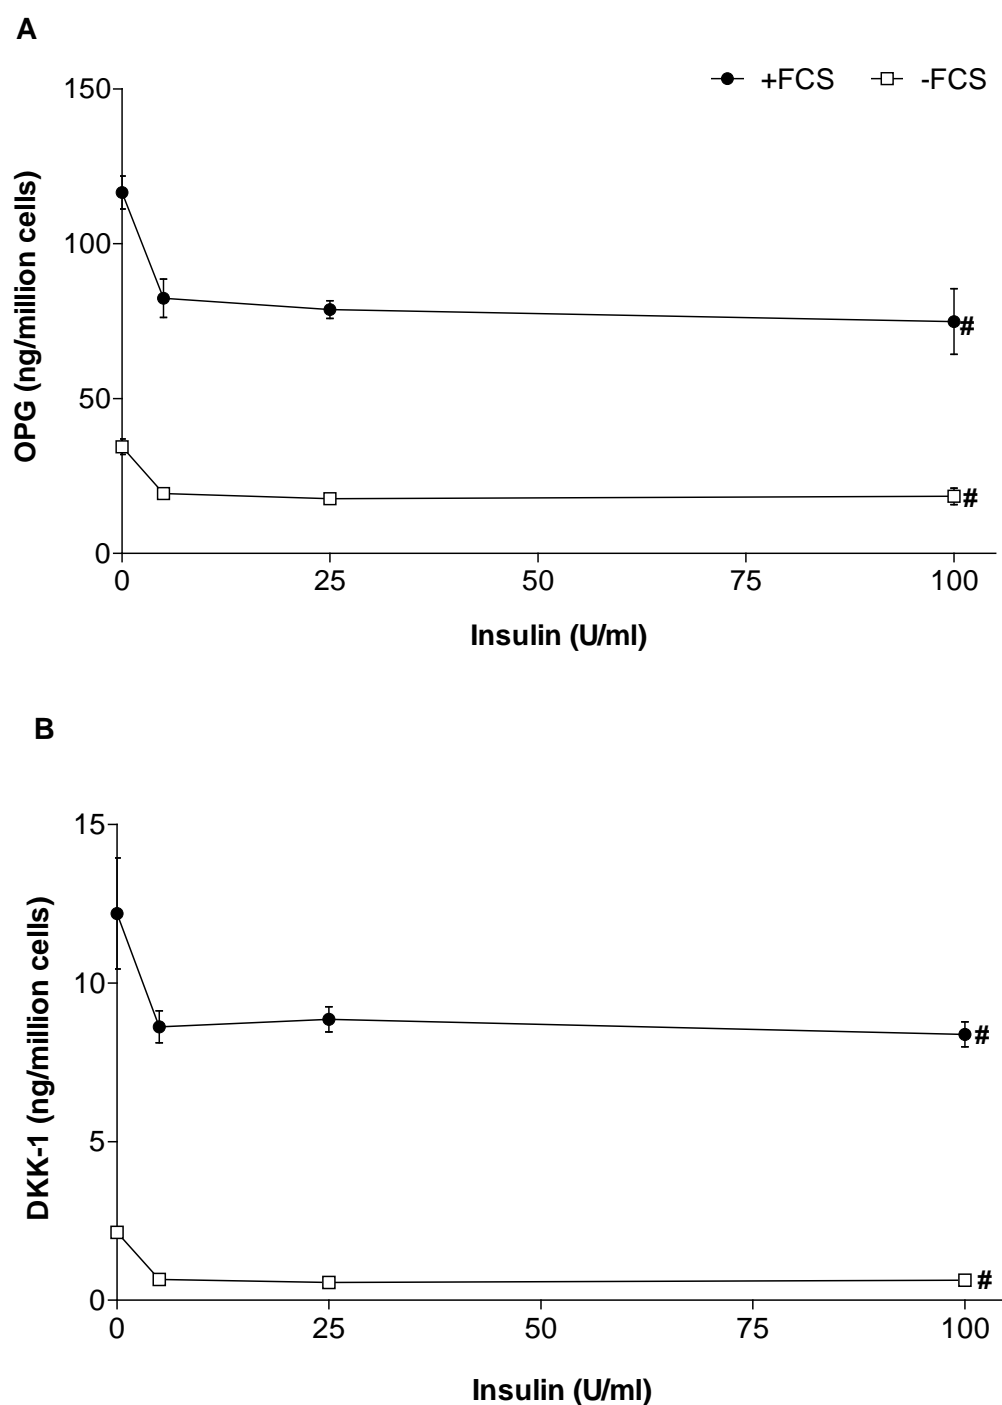 A
+FCS -FCS
150
100
50
0
OPG (ng/million cells)
#
#
0 25 50 75 100
Insulin (U/ml)
B
15
10
5
0
DKK-1 (ng/million cells)
#
#
0 25 50 75 100
Insulin (U/ml)